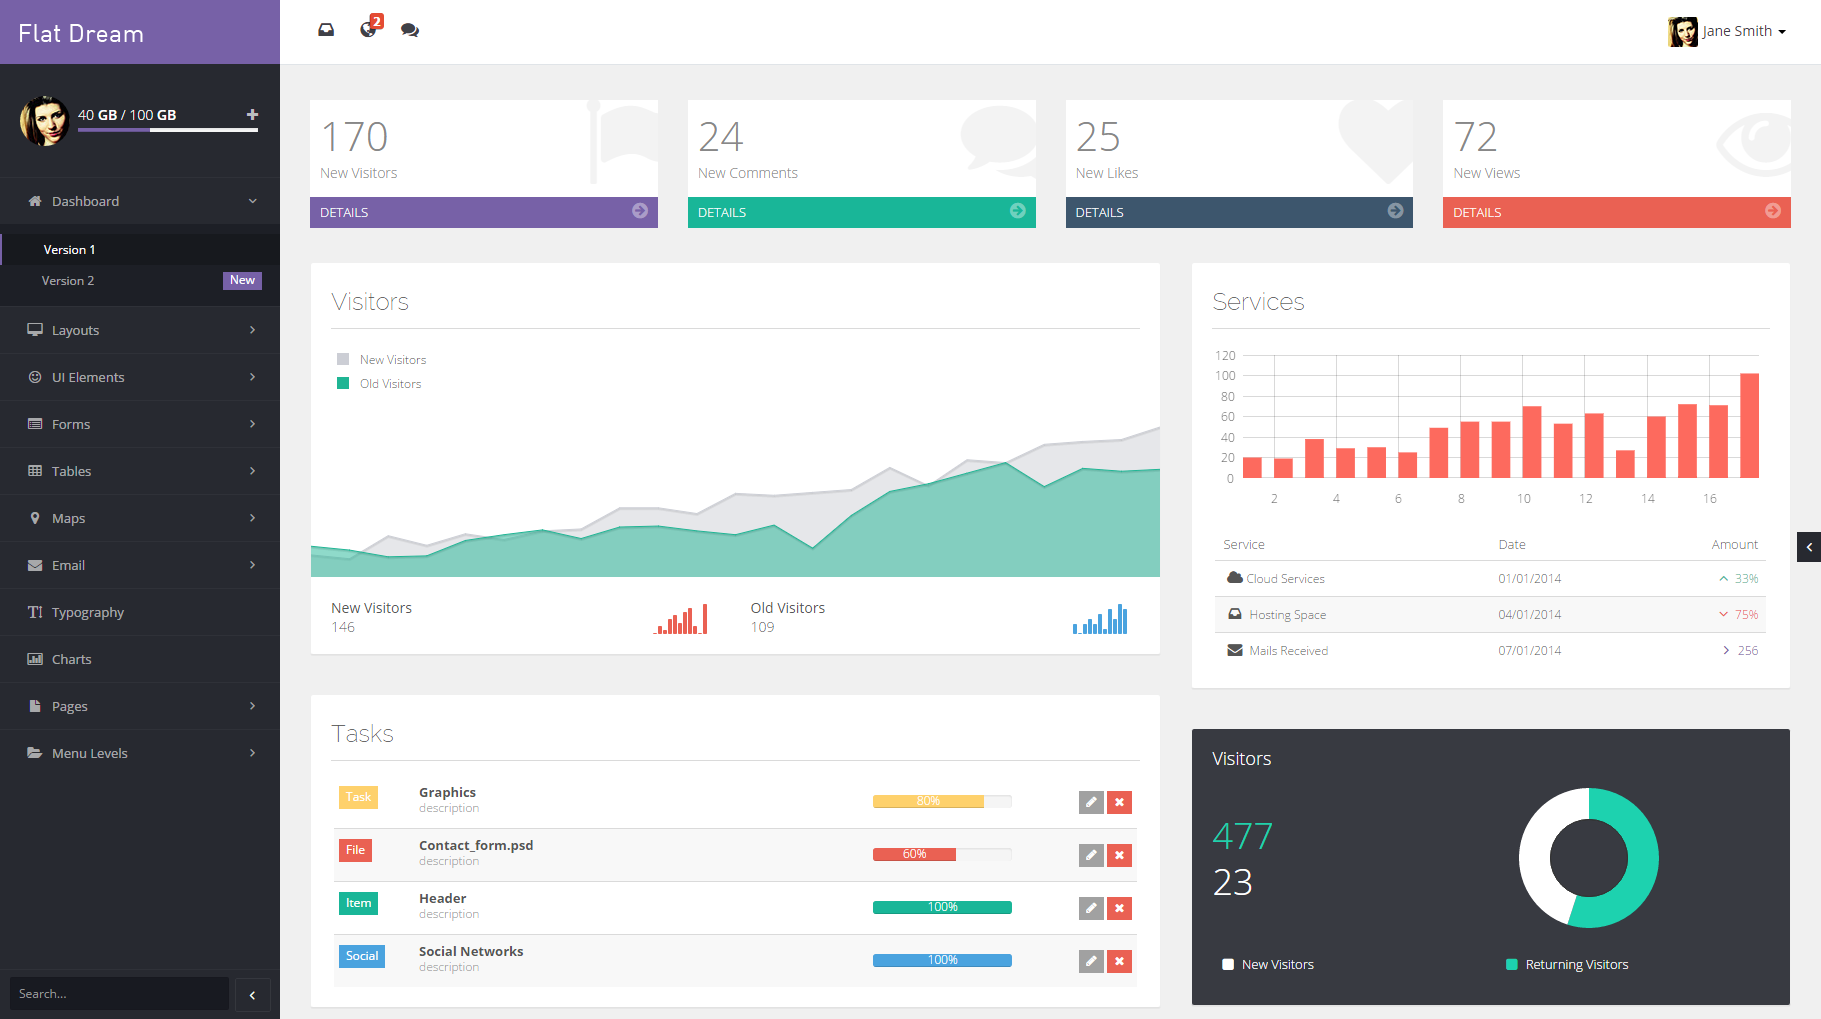 Flat Dream
2
Jane Smith
40 GB / 100 GB
Dashboard
Version 1
Version 2
New
Layouts
UI Elements
Forms
Tables
Maps
Email
Typography
Charts
Pages
Menu Levels
Search...
170
New Visitors
DETAILS
24
New Comments
DETAILS
25
New Likes
DETAILS
72
New Views
DETAILS
Visitors
New Visitors
Old Visitors
New Visitors
146
Old Visitors
109
Services
120
100
80
60
40
20
0
2 4 6 8 10 12 14 16
Service Date Amount
Cloud Services 01/01/2014 33%
Hosting Space 04/01/2014 75%
Mails Received 07/01/2014 256
Tasks
Task
Graphics
description
80%
File
Contact_form.psd
description
60%
Item
Header
description
100%
Social
Social Networks
description
100%
Visitors
477
23
New Visitors
Returning Visitors